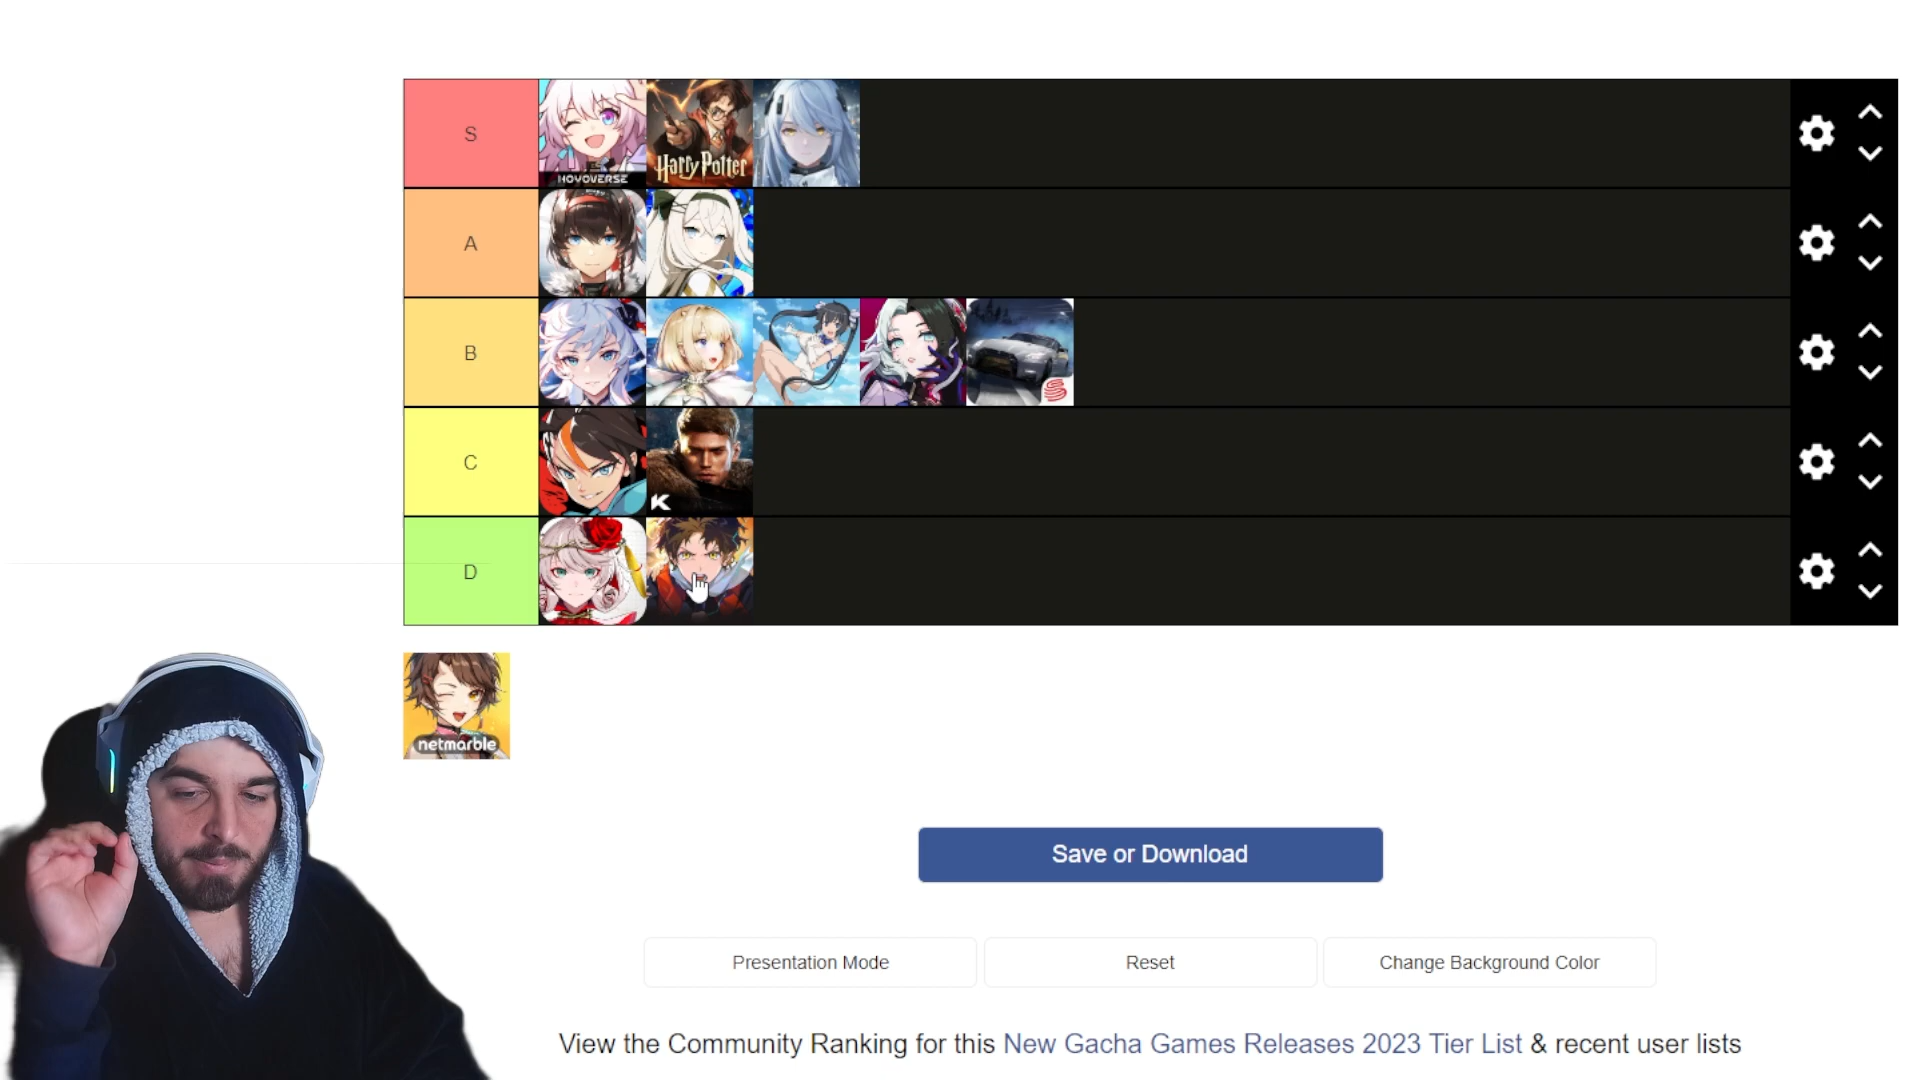 S
HOYOVERSE
Harry Potter
A
B
C
K
D
netmarble
Save or Download
Presentation Mode
Reset
Change Background Color
View the Community Ranking for this New Gacha Games Releases 2023 Tier List & recent user lists